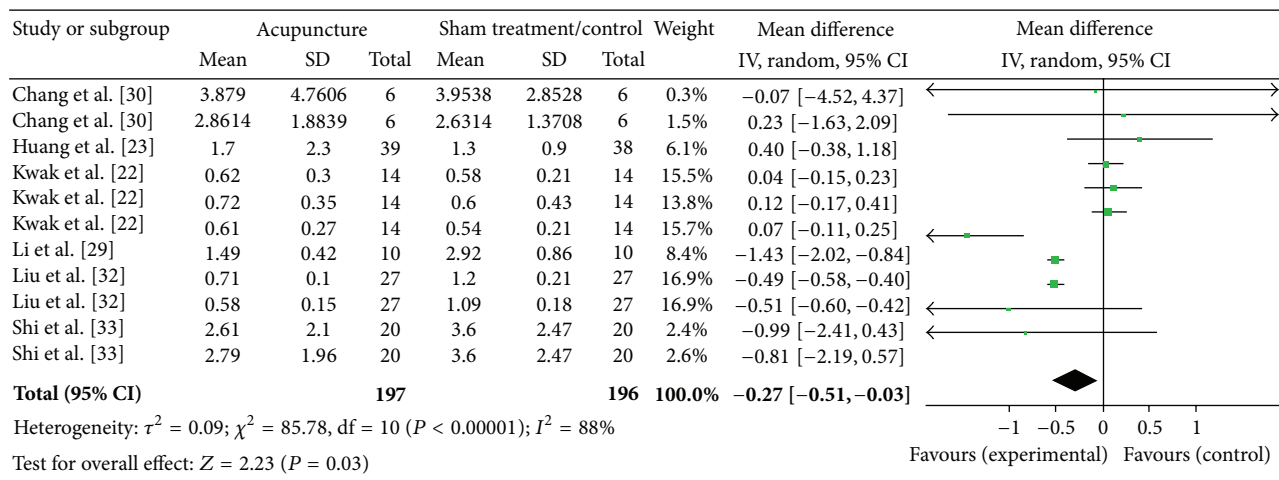 Study or subgroup Acupuncture Sham treatment/control Weight Mean difference Mean difference
Mean SD Total Mean SD Total IV, random, 95% CI IV, random, 95% CI
Chang et al. [30] 3.879 4.7606 6 3.9538 2.8528 6 0.3% −0.07 [−4.52, 4.37]
Chang et al. [30] 2.8614 1.8839 6 2.6314 1.3708 6 1.5% 0.23 [−1.63, 2.09]
Huang et al. [23] 1.7 2.3 39 1.3 0.9 38 6.1% 0.40 [−0.38, 1.18]
Kwak et al. [22] 0.62 0.3 14 0.58 0.21 14 15.5% 0.04 [−0.15, 0.23]
Kwak et al. [22] 0.72 0.35 14 0.6 0.43 14 13.8% 0.12 [−0.17, 0.41]
Kwak et al. [22] 0.61 0.27 14 0.54 0.21 14 15.7% 0.07 [−0.11, 0.25]
Li et al. [29] 1.49 0.42 10 2.92 0.86 10 8.4% −1.43 [−2.02, −0.84]
Liu et al. [32] 0.71 0.1 27 1.2 0.21 27 16.9% −0.49 [−0.58, −0.40]
Liu et al. [32] 0.58 0.15 27 1.09 0.18 27 16.9% −0.51 [−0.60, −0.42]
Shi et al. [33] 2.61 2.1 20 3.6 2.47 20 2.4% −0.99 [−2.41, 0.43]
Shi et al. [33] 2.79 1.96 20 3.6 2.47 20 2.6% −0.81 [−2.19, 0.57]
Total (95% CI) 197 196 100.0% −0.27 [−0.51, −0.03]
Heterogeneity: τ² = 0.09; χ² = 85.78, df = 10 (P < 0.00001); I² = 88%
Test for overall effect: Z = 2.23 (P = 0.03)
−1 −0.5 0 0.5 1
Favours (experimental) Favours (control)